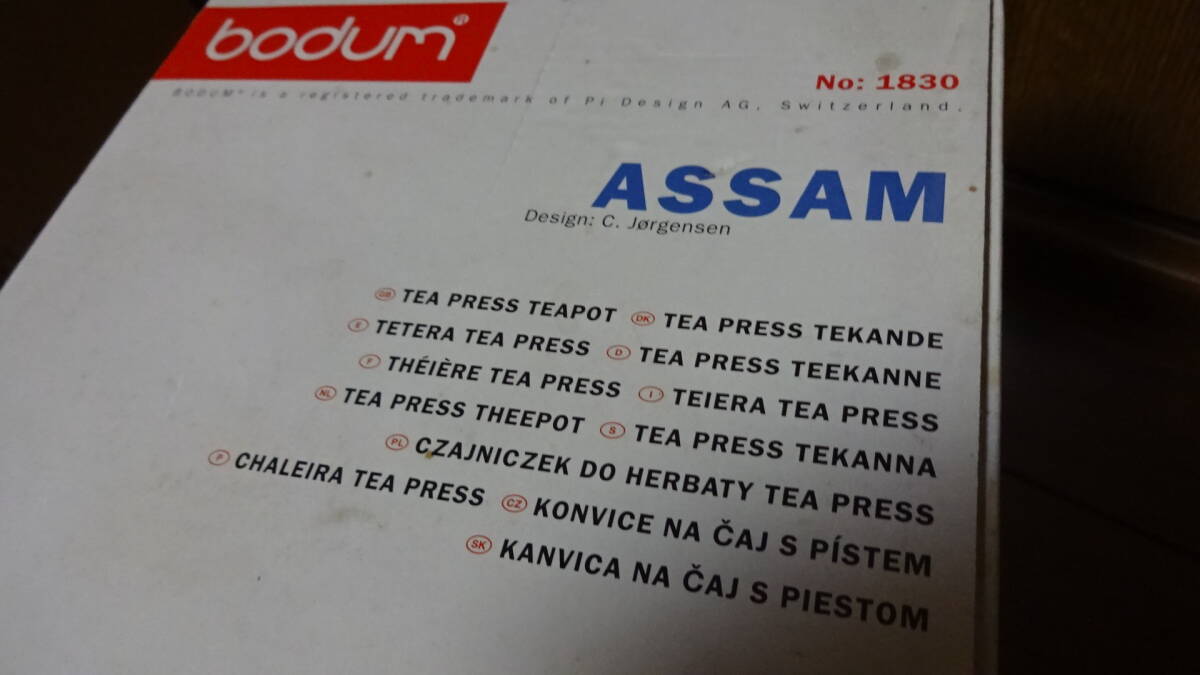 bodum®
No: 1830
BODUM® is a registered trademark of Pi Design AG, Switzerland.
ASSAM
Design: C. Jørgensen
GB TEA PRESS TEAPOT DK TEA PRESS TEKANDE
E TETERA TEA PRESS D TEA PRESS TEEKANNE
F THÉIÈRE TEA PRESS I TEIERA TEA PRESS
NL TEA PRESS THEEPOT S TEA PRESS TEKANNA
PL CZAJNICZEK DO HERBATY TEA PRESS
P CHALEIRA TEA PRESS CZ KONVICE NA ČAJ S PÍSTEM
SK KANVICA NA ČAJ S PIESTOM